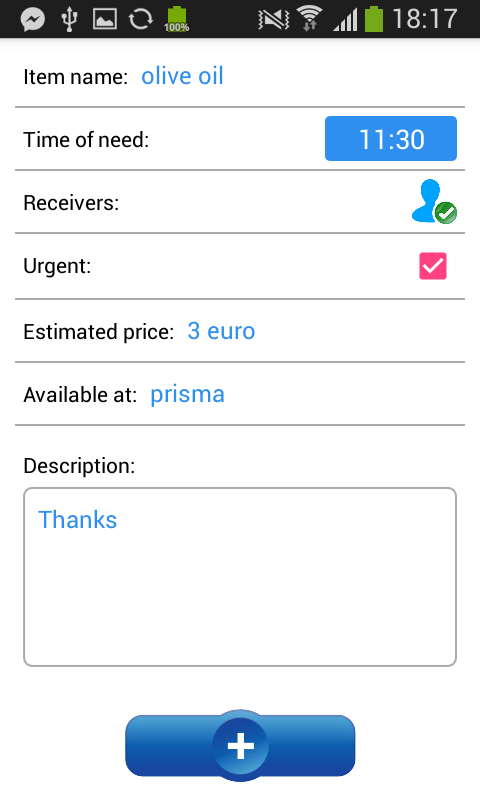 100%
18:17
Item name: olive oil
Time of need: 11:30
Receivers:
Urgent:
Estimated price: 3 euro
Available at: prisma
Description:
Thanks